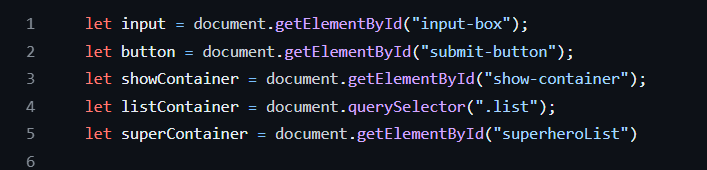 1 let input = document.getElementById("input-box");
2 let button = document.getElementById("submit-button");
3 let showContainer = document.getElementById("show-container");
4 let listContainer = document.querySelector(".list");
5 let superContainer = document.getElementById("superheroList")
6